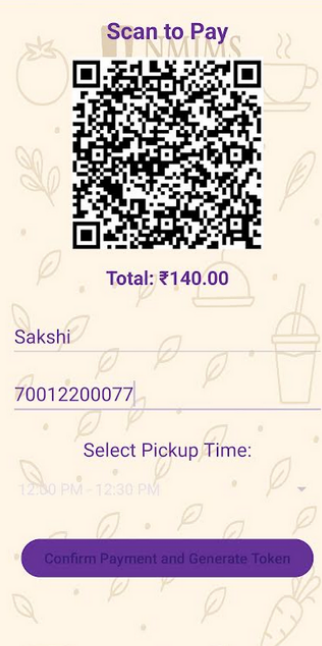 Scan to Pay
NMIMS
Total: ₹140.00
Sakshi
70012200077
Select Pickup Time:
12:00 PM - 12:30 PM
Confirm Payment and Generate Token